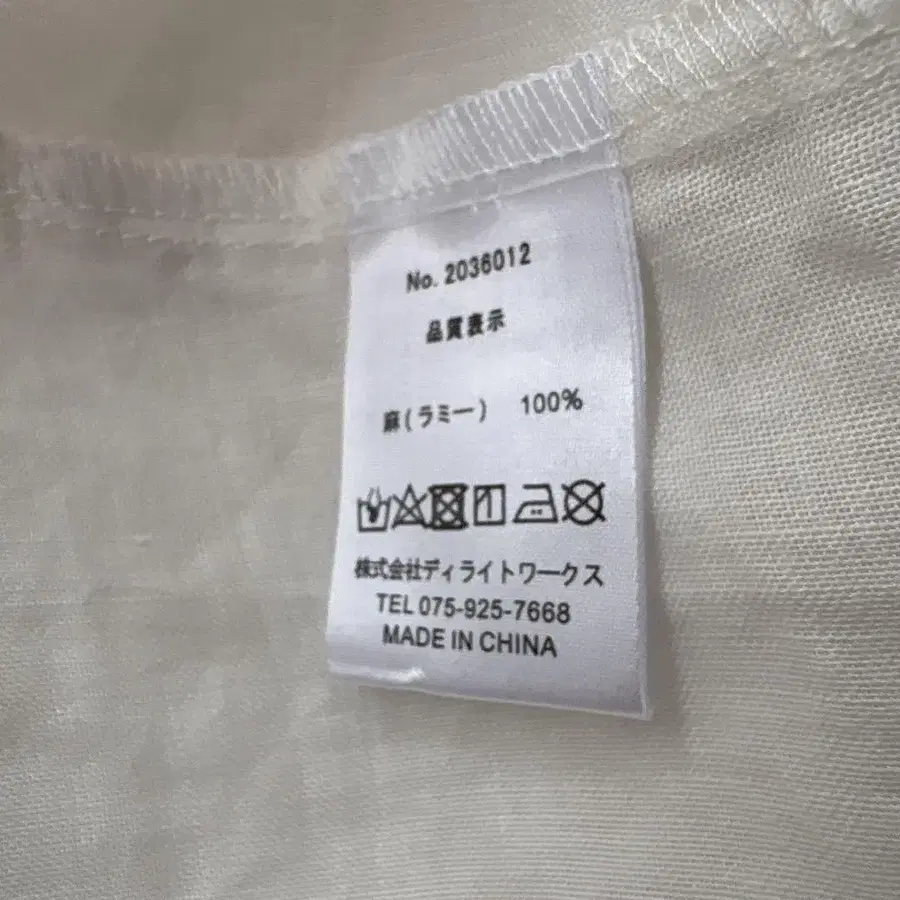 No. 2036012
品質表示
麻(ラミー) 100%
株式会社ディライトワークス
TEL 075-925-7668
MADE IN CHINA